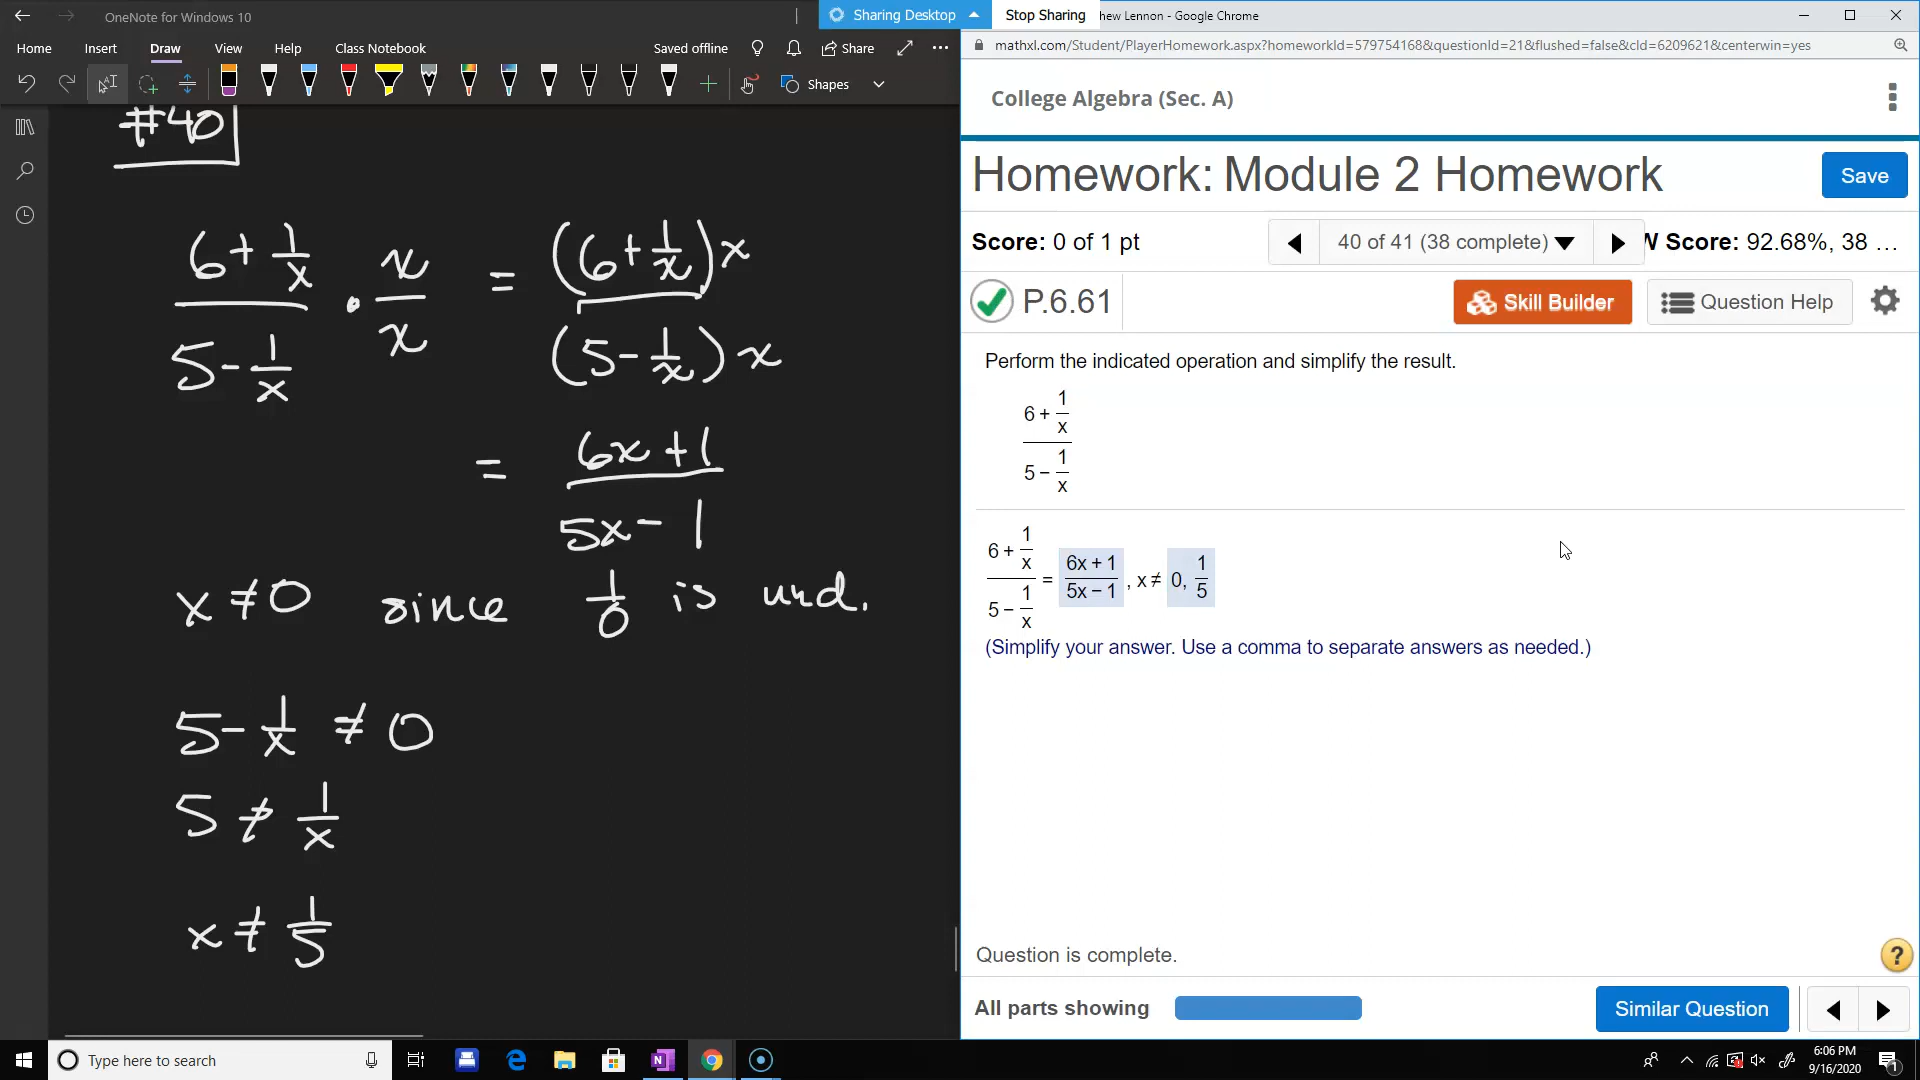 OneNote for Windows 10
Sharing Desktop
Stop Sharing
hew Lennon - Google Chrome
Home Insert Draw View Help Class Notebook Saved offline Share
mathxl.com/Student/PlayerHomework.aspx?homeworkId=579754168&questionId=21&flushed=false&cId=6209621&centerwin=yes
Shapes
College Algebra (Sec. A)
#40
Homework: Module 2 Homework
Save
Score: 0 of 1 pt
40 of 41 (38 complete)
W Score: 92.68%, 38 ...
P.6.61
Skill Builder
Question Help
(6 + 1/x)/(5 - 1/x) · x/x = ((6 + 1/x)x)/((5 - 1/x)x)
= (6x + 1)/(5x - 1)
x ≠ 0 since 1/0 is und.
5 - 1/x ≠ 0
5 ≠ 1/x
x ≠ 1/5
Perform the indicated operation and simplify the result.
(6 + 1/x)/(5 - 1/x)
(6 + 1/x)/(5 - 1/x) = (6x + 1)/(5x - 1), x ≠ 0, 1/5
(Simplify your answer. Use a comma to separate answers as needed.)
Question is complete.
?
All parts showing
Similar Question
Type here to search
6:06 PM
9/16/2020